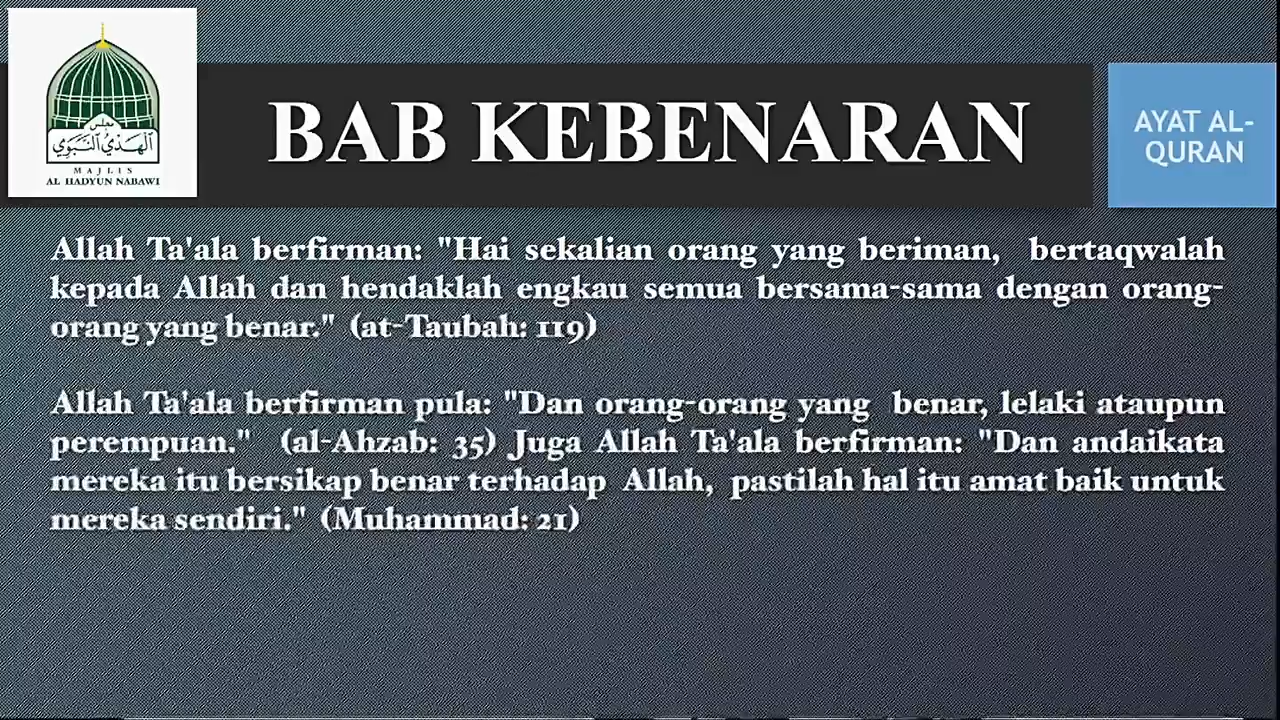 مجلس
الهدي النبوي
MAJLIS
AL HADYUN NABAWI
BAB KEBENARAN
AYAT AL-
QURAN
Allah Ta'ala berfirman: "Hai sekalian orang yang beriman, bertaqwalah
kepada Allah dan hendaklah engkau semua bersama-sama dengan orang-
orang yang benar." (at-Taubah: 119)
Allah Ta'ala berfirman pula: "Dan orang-orang yang benar, lelaki ataupun
perempuan." (al-Ahzab: 35) Juga Allah Ta'ala berfirman: "Dan andaikata
mereka itu bersikap benar terhadap Allah, pastilah hal itu amat baik untuk
mereka sendiri." (Muhammad: 21)